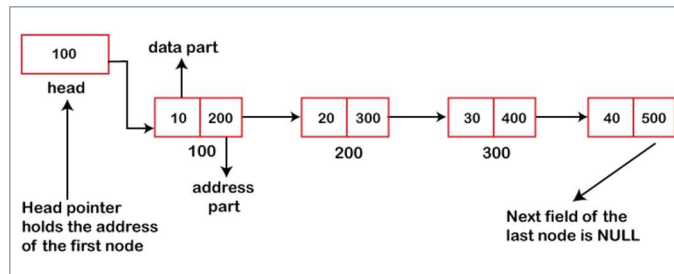 100
head
data part
10 200
100
address
part
20 300
200
30 400
300
40 500
Head pointer
holds the address
of the first node
Next field of the
last node is NULL